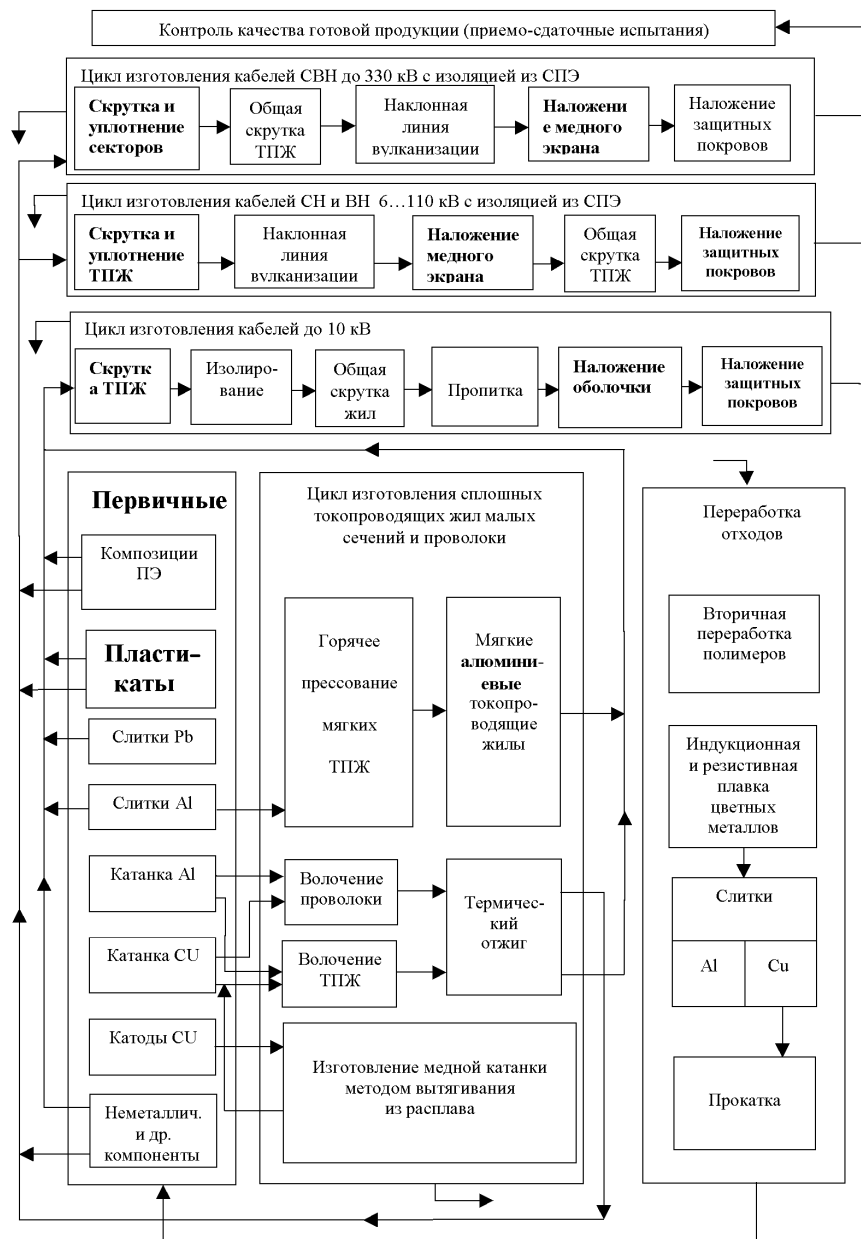 Контроль качества готовой продукции (приемо-сдаточные испытания)
Цикл изготовления кабелей СВН до 330 кВ с изоляцией из СПЭ
Скрутка и
уплотнение
секторов
Общая
скрутка
ТПЖ
Наклонная
линия
вулканизации
Наложени
е медного
экрана
Наложение
защитных
покровов
Цикл изготовления кабелей СН и ВН 6…110 кВ с изоляцией из СПЭ
Скрутка и
уплотнение
ТПЖ
Наклонная
линия
вулканизации
Наложение
медного
экрана
Общая
скрутка
ТПЖ
Наложение
защитных
покровов
Цикл изготовления кабелей до 10 кВ
Скрутк
а ТПЖ
Изолиро-
вание
Общая
скрутка
жил
Пропитка
Наложение
оболочки
Наложение
защитных
покровов
Первичные
Композиции
ПЭ
Пласти-
каты
Слитки Pb
Слитки Al
Катанка Al
Катанка CU
Катоды CU
Неметаллич.
и др.
компоненты
Цикл изготовления сплошных
токопроводящих жил малых
сечений и проволоки
Горячее
прессование
мягких
ТПЖ
Мягкие
алюмини-
евые
токопро-
водящие
жилы
Волочение
проволоки
Волочение
ТПЖ
Термичес-
кий
отжиг
Изготовление медной катанки
методом вытягивания
из расплава
Переработка
отходов
Вторичная
переработка
полимеров
Индукционная
и резистивная
плавка
цветных
металлов
Слитки
Al
Cu
Прокатка